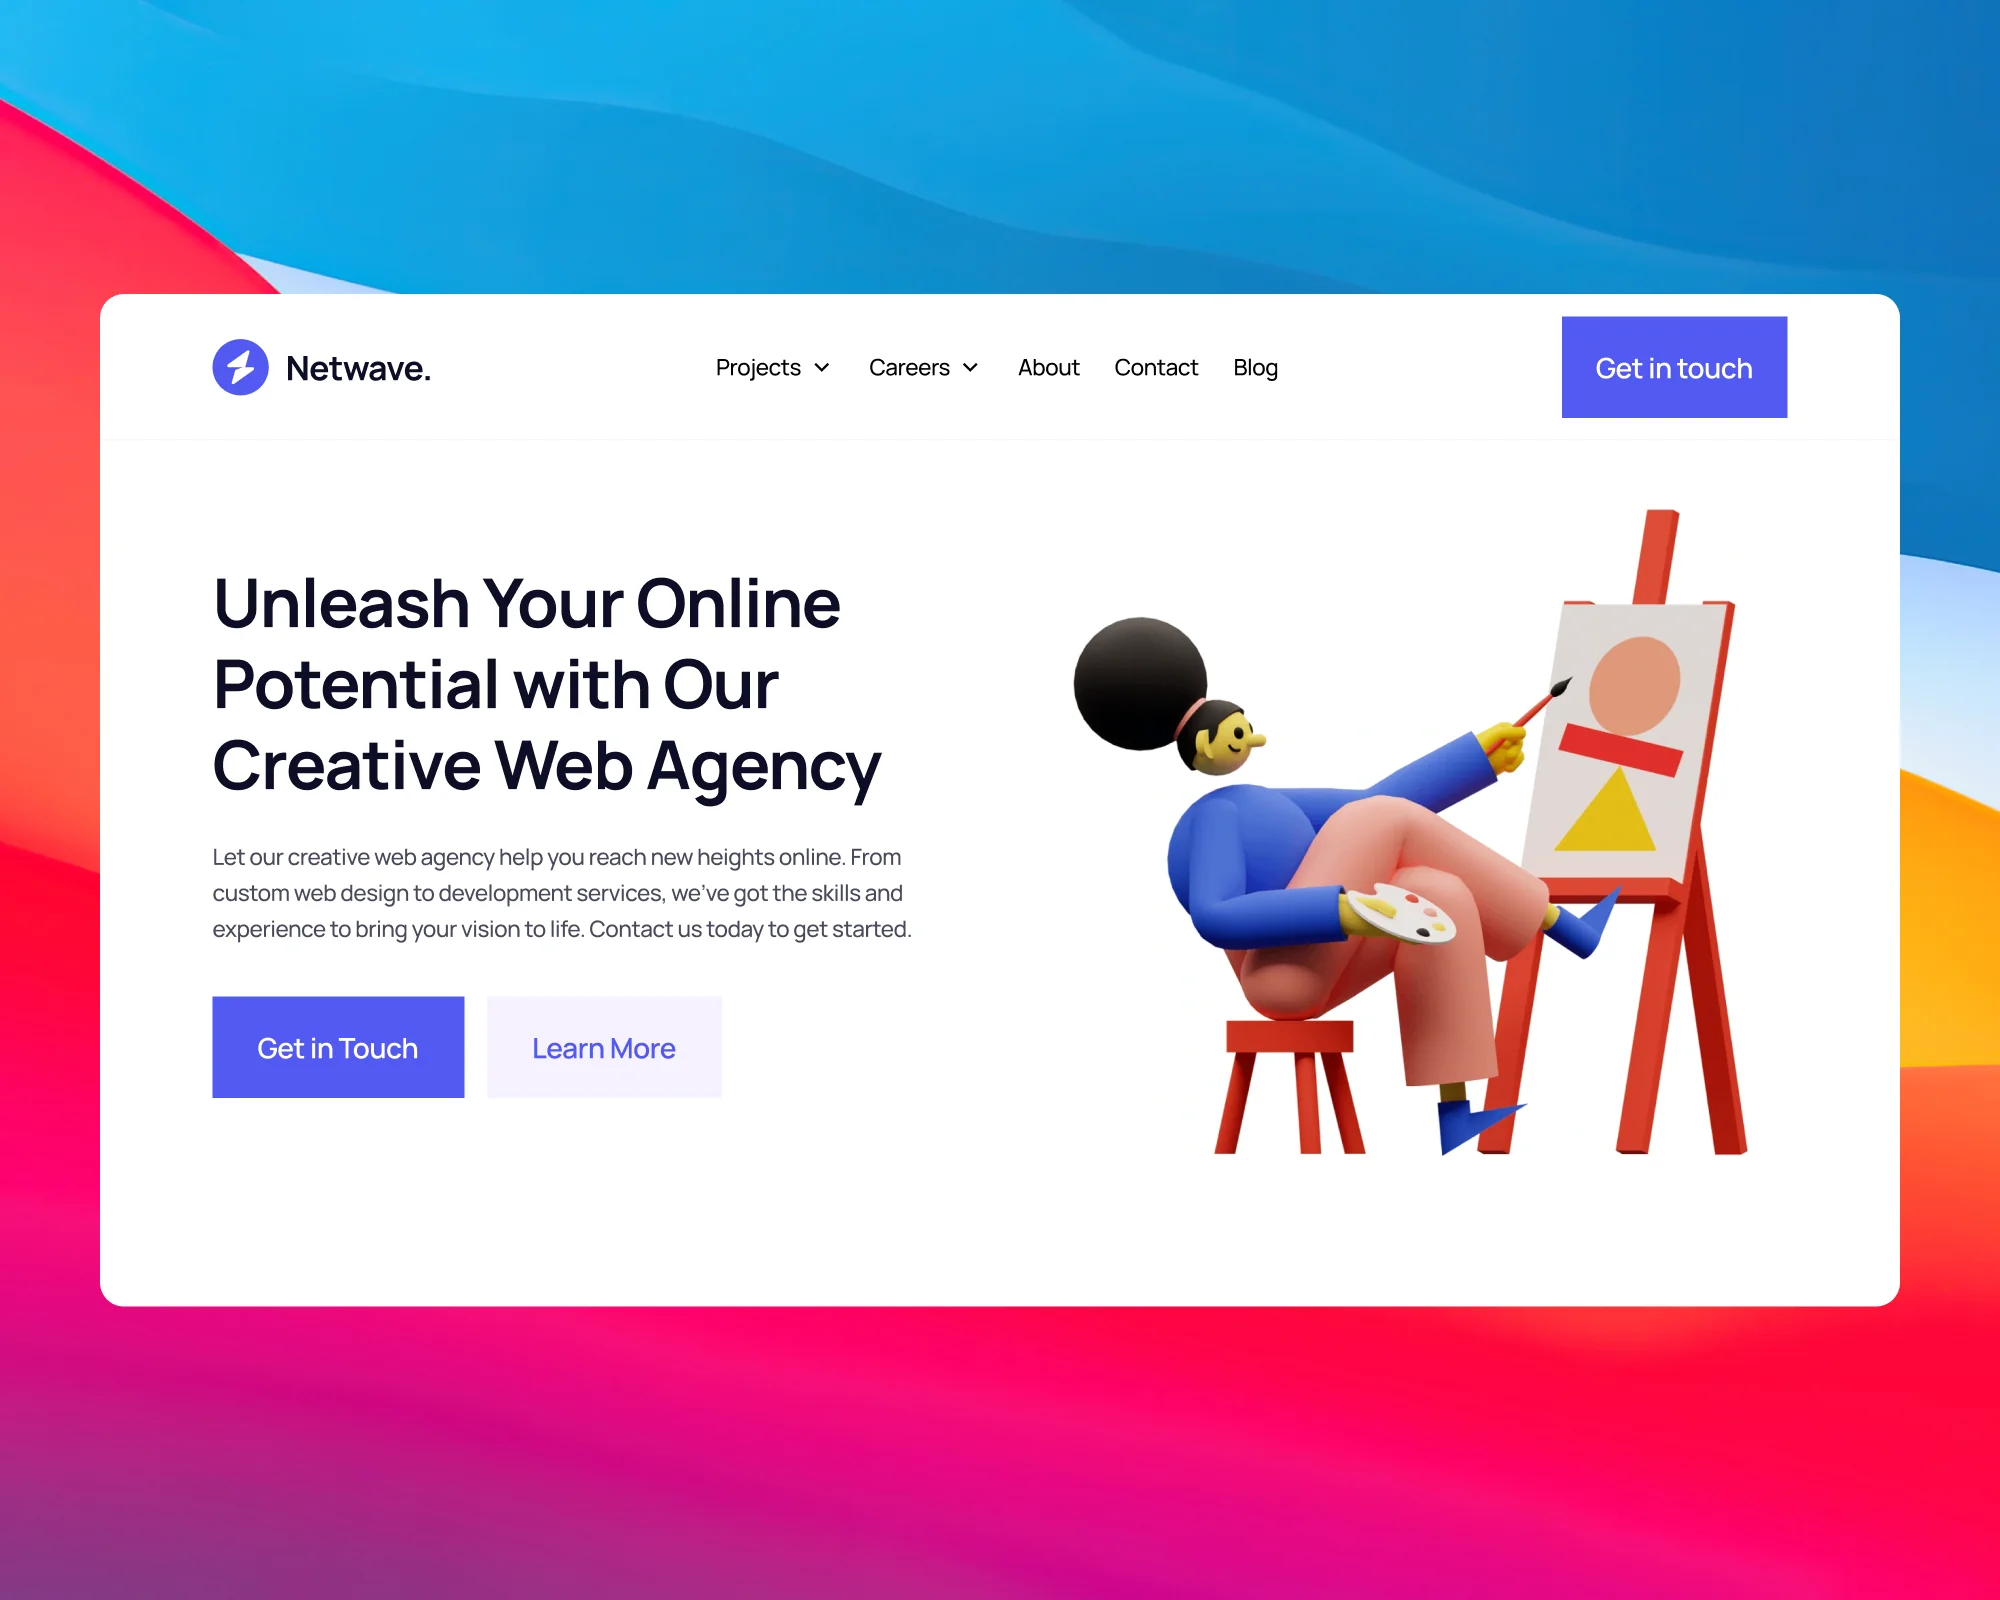 Netwave.
Projects
Careers
About
Contact
Blog
Get in touch
Unleash Your Online
Potential with Our
Creative Web Agency
Let our creative web agency help you reach new heights online. From
custom web design to development services, we’ve got the skills and
experience to bring your vision to life. Contact us today to get started.
Get in Touch
Learn More